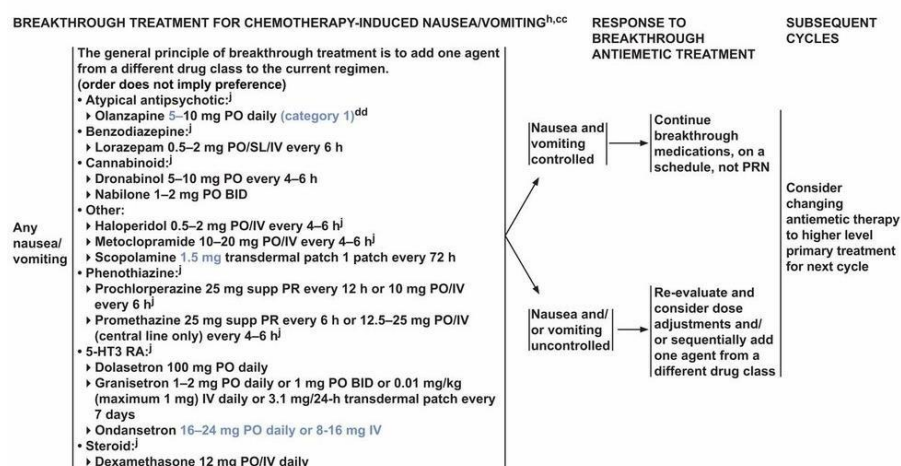 BREAKTHROUGH TREATMENT FOR CHEMOTHERAPY-INDUCED NAUSEA/VOMITINGh,cc
RESPONSE TO
BREAKTHROUGH
ANTIEMETIC TREATMENT
SUBSEQUENT
CYCLES
Any
nausea/
vomiting
The general principle of breakthrough treatment is to add one agent
from a different drug class to the current regimen.
(order does not imply preference)
• Atypical antipsychotic:j
‣ Olanzapine 5–10 mg PO daily (category 1)dd
• Benzodiazepine:j
‣ Lorazepam 0.5–2 mg PO/SL/IV every 6 h
• Cannabinoid:j
‣ Dronabinol 5–10 mg PO every 4–6 h
‣ Nabilone 1–2 mg PO BID
• Other:
‣ Haloperidol 0.5–2 mg PO/IV every 4–6 hj
‣ Metoclopramide 10–20 mg PO/IV every 4–6 hj
‣ Scopolamine 1.5 mg transdermal patch 1 patch every 72 h
• Phenothiazine:j
‣ Prochlorperazine 25 mg supp PR every 12 h or 10 mg PO/IV
every 6 hj
‣ Promethazine 25 mg supp PR every 6 h or 12.5–25 mg PO/IV
(central line only) every 4–6 hj
• 5-HT3 RA:j
‣ Dolasetron 100 mg PO daily
‣ Granisetron 1–2 mg PO daily or 1 mg PO BID or 0.01 mg/kg
(maximum 1 mg) IV daily or 3.1 mg/24-h transdermal patch every
7 days
‣ Ondansetron 16–24 mg PO daily or 8-16 mg IV
• Steroid:j
‣ Dexamethasone 12 mg PO/IV daily
Nausea and
vomiting
controlled
Continue
breakthrough
medications, on a
schedule, not PRN
Nausea and/
or vomiting
uncontrolled
Re-evaluate and
consider dose
adjustments and/
or sequentially add
one agent from a
different drug class
Consider
changing
antiemetic therapy
to higher level
primary treatment
for next cycle